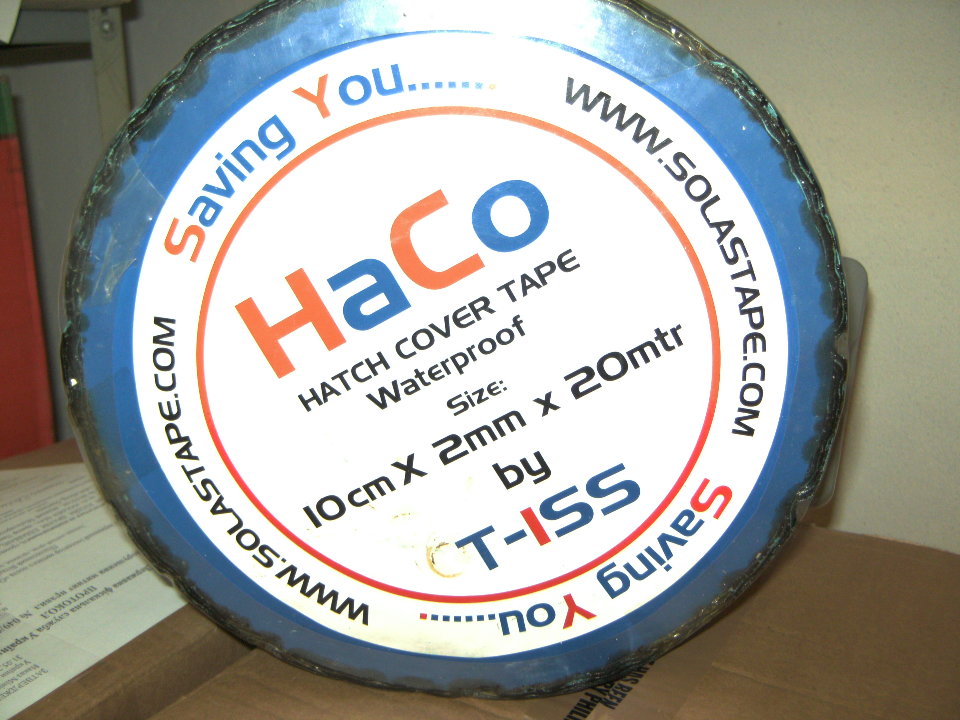 Saving You.......
WWW.SOLASTAPE.COM
HaCo
HATCH COVER TAPE
Waterproof
Size:
10cm X 2mm x 20mtr
by
T-ISS
Saving You.......
WWW.SOLASTAPE.COM
ПРОТОКОЛ